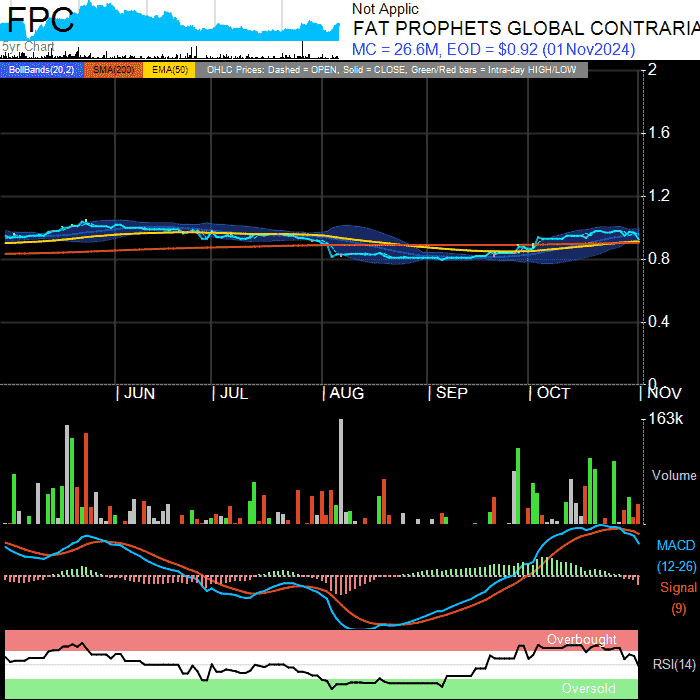 FPC
5yr Chart
Not Applic
FAT PROPHETS GLOBAL CONTRARIA
MC = 26.6M, EOD = $0.92 (01Nov2024)
BollBands(20,2) SMA(200) EMA(50) OHLC Prices: Dashed = OPEN, Solid = CLOSE, Green/Red bars = Intra-day HIGH/LOW
2
1.6
1.2
0.8
0.4
0
JUN JUL AUG SEP OCT NOV
163k
Volume
MACD
(12-26)
Signal
(9)
Overbought
RSI(14)
Oversold